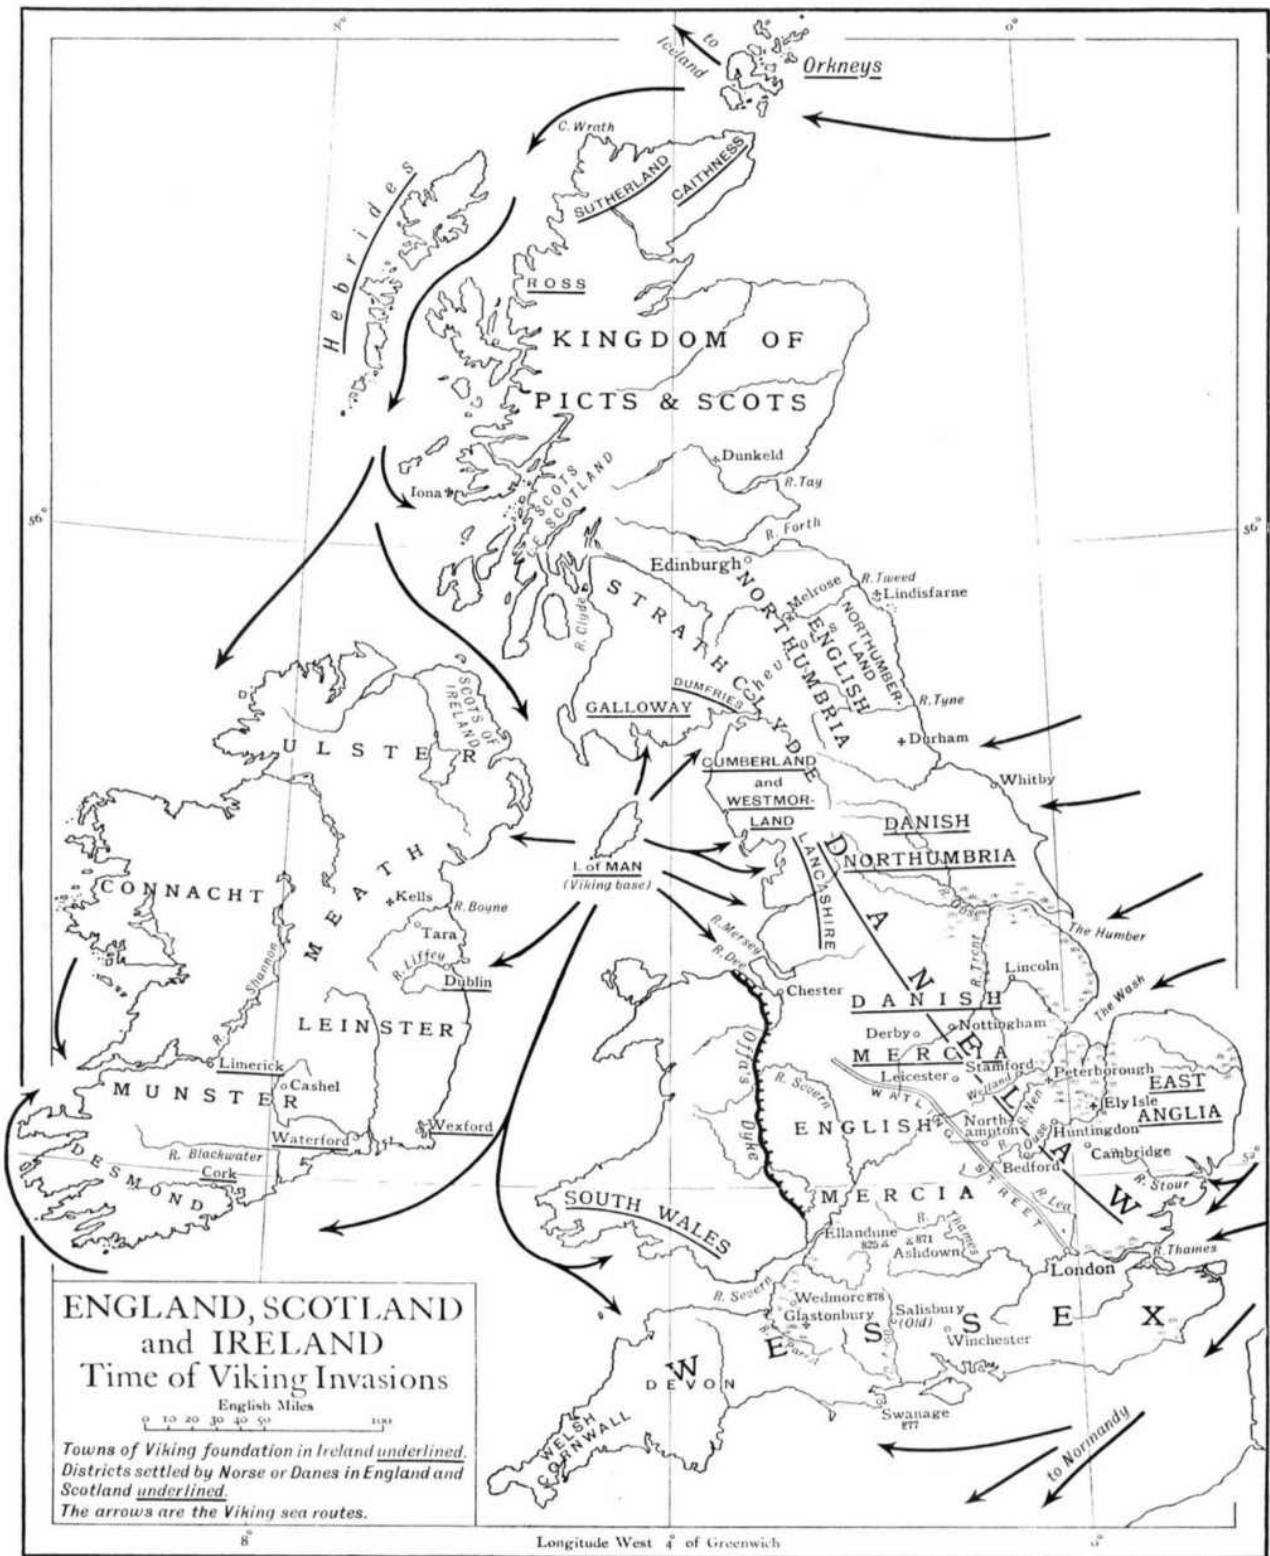 8°
0°
to Iceland
Orkneys
C. Wrath
SUTHERLAND
CAITHNESS
Hebrides
ROSS
KINGDOM OF
PICTS & SCOTS
Dunkeld
R. Tay
Iona
SCOTS
OF SCOTLAND
56°
56°
R. Forth
Edinburgh
R. Tweed
Melrose
Lindisfarne
R. Clyde
STRATHCLYDE
NORTHUMBRIA
ENGLISH
NORTHUMBER-
LAND
SCOTS OF
IRELAND
DUMFRIES
GALLOWAY
R. Tyne
Durham
ULSTER
CUMBERLAND
and
WESTMOR-
LAND
Whitby
DANISH
NORTHUMBRIA
I. of MAN
(Viking base)
LANCASHIRE
DANELAW
CONNACHT
MEATH
Kells
R. Boyne
Tara
R. Liffey
Dublin
R. Shannon
R. Ouse
The Humber
R. Mersey
R. Dee
R. Trent
Lincoln
Chester
DANISH
MERCIA
The Wash
Derby
Nottingham
LEINSTER
Leicester
Stamford
Welland
Peterborough
EAST
ANGLIA
Limerick
Cashel
MUNSTER
Offa's Dyke
R. Severn
WATLING STREET
ENGLISH
MERCIA
North-
ampton
R. Nen
Ely Isle
Huntingdon
R. Ouse
Cambridge
Bedford
Waterford
Wexford
R. Blackwater
Cork
DESMOND
52°
R. Stour
R. Lea
SOUTH WALES
Ellandune
825
871
Ashdown
R. Thames
R. Thames
London
R. Severn
Wedmore 878
Glastonbury
R. Parret
Salisbury
(Old)
Winchester
WESSEX
DEVON
WELSH
CORNWALL
Swanage
877
to Normandy
ENGLAND, SCOTLAND
and IRELAND
Time of Viking Invasions
English Miles
0 10 20 30 40 50 100
Towns of Viking foundation in Ireland underlined.
Districts settled by Norse or Danes in England and
Scotland underlined.
The arrows are the Viking sea routes.
8°
Longitude West 4° of Greenwich
0°